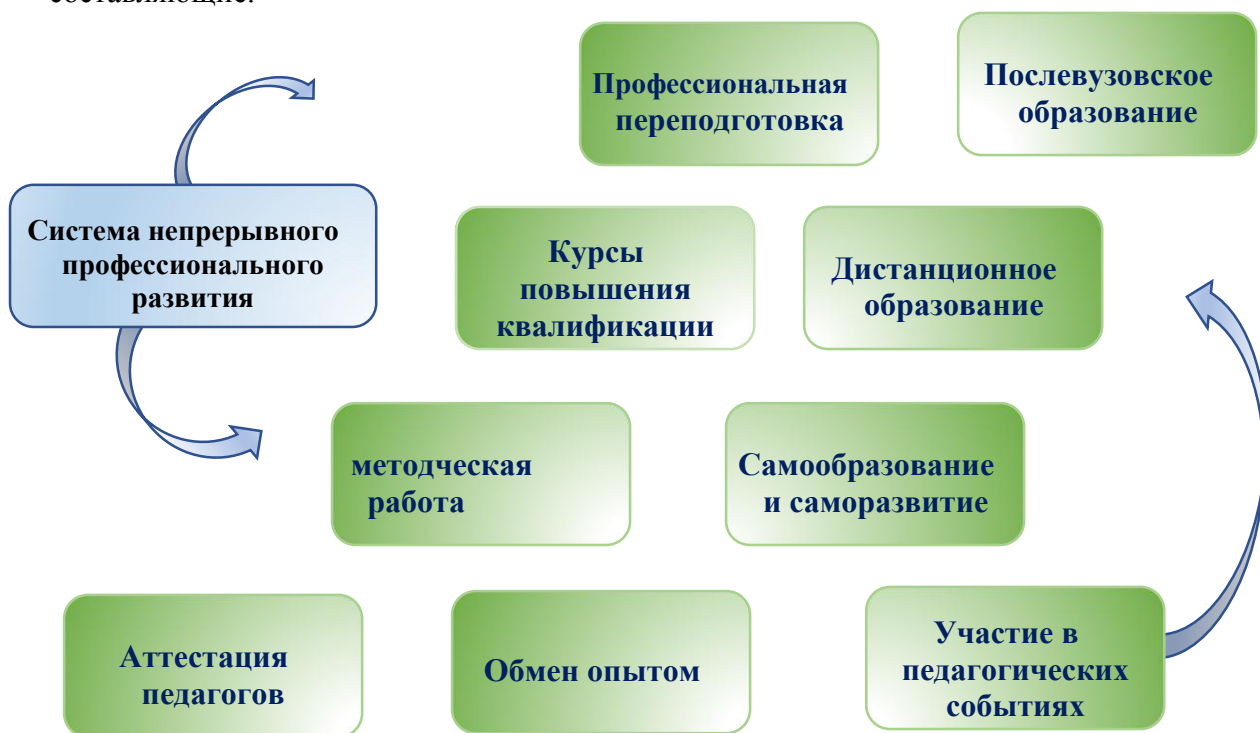 составляющие:
Профессиональная
переподготовка
Послевузовское
образование
Система непрерывного
профессионального
развития
Курсы
повышения
квалификации
Дистанционное
образование
методческая
работа
Самообразование
и саморазвитие
Аттестация
педагогов
Обмен опытом
Участие в
педагогических
событиях